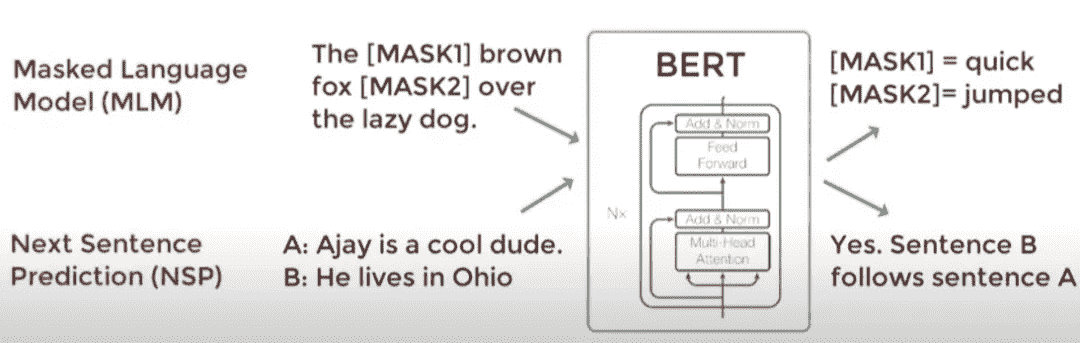 Masked Language
Model (MLM)
The [MASK1] brown
fox [MASK2] over
the lazy dog.
BERT
Add & Norm
Feed
Forward
Nx
Add & Norm
Multi-Head
Attention
[MASK1] = quick
[MASK2]= jumped
Next Sentence
Prediction (NSP)
A: Ajay is a cool dude.
B: He lives in Ohio
Yes. Sentence B
follows sentence A